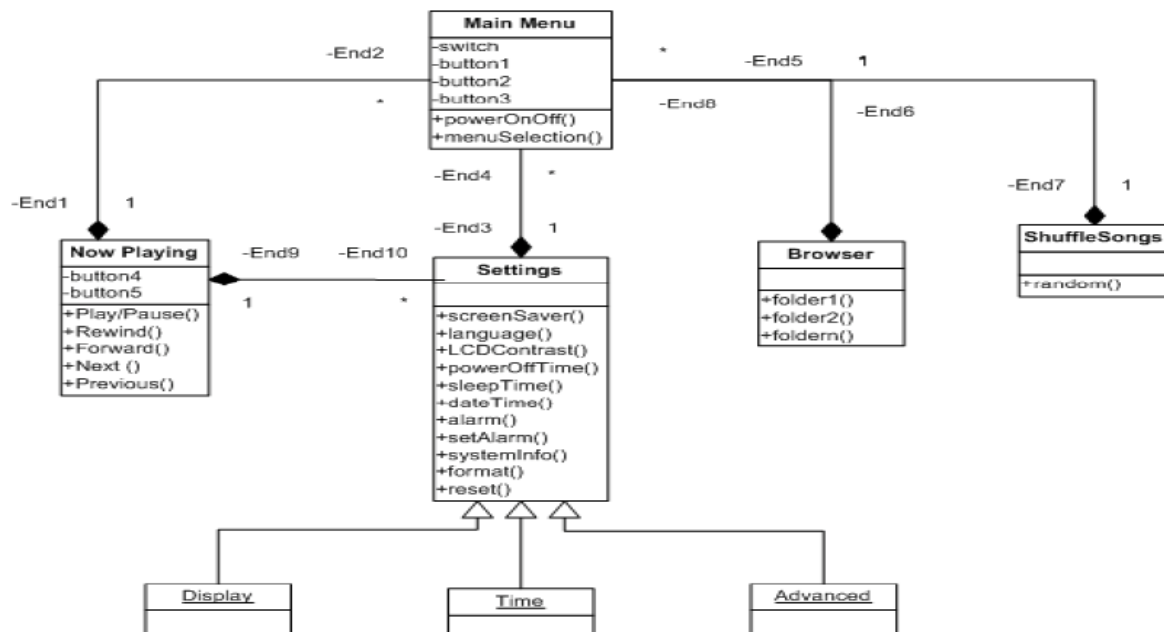 Main Menu
-switch
-button1
-button2
-button3
+powerOnOff()
+menuSelection()
-End2
*
*
-End5
1
-End8
-End6
-End4
*
-End7
1
-End1
1
-End3
1
Now Playing
-button4
-button5
+Play/Pause()
+Rewind()
+Forward()
+Next ()
+Previous()
-End9
-End10
1
*
Settings
+screenSaver()
+language()
+LCDContrast()
+powerOffTime()
+sleepTime()
+dateTime()
+alarm()
+setAlarm()
+systemInfo()
+format()
+reset()
Browser
+folder1()
+folder2()
+foldern()
ShuffleSongs
+random()
Display
Time
Advanced